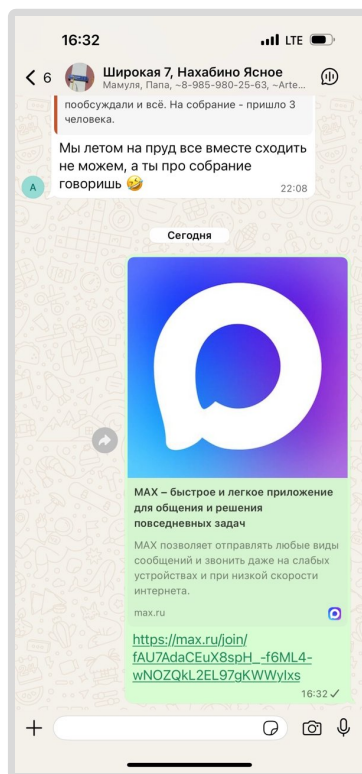 16:32
LTE
6
Широкая 7, Нахабино Ясное
Мамуля, Папа, ~8-985-980-25-63, ~Arte...
пообсуждали и всё. На собрание - пришло 3
человека.
Мы летом на пруд все вместе сходить
не можем, а ты про собрание
говоришь 🤪
22:08
A
Сегодня
MAX – быстрое и легкое приложение
для общения и решения
повседневных задач
MAX позволяет отправлять любые виды
сообщений и звонить даже на слабых
устройствах и при низкой скорости
интернета.
max.ru
https://max.ru/join/
fAU7AdaCEuX8spH_-f6ML4-
wNOZQkL2EL97gKWWylxs
16:32